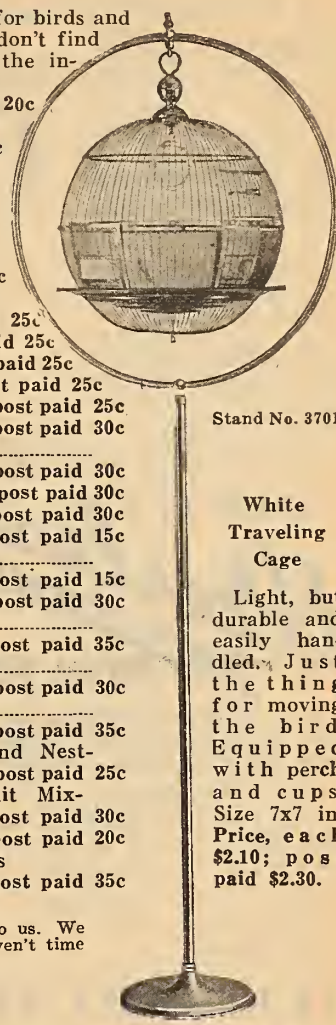 for birds and
don't find
the in-
20c
c
c
25c
id 25c
paid 25c
t paid 25c
post paid 25c
post paid 30c
post paid 30c
post paid 30c
post paid 30c
ost paid 15c
ost paid 15c
post paid 30c
ost paid 35c
post paid 30c
ost paid 35c
nd Nest-
post paid 25c
it Mix-
post paid 30c
post paid 20c
s
ost paid 35c
o us. We
ven't time
Stand No. 3701
White
Traveling
Cage
Light, but
durable and
easily han-
dled. Just
the thing
for moving
the bird
Equipped
with perch
and cups
Size 7x7 in
Price, each
$2.10; pos
paid $2.30.